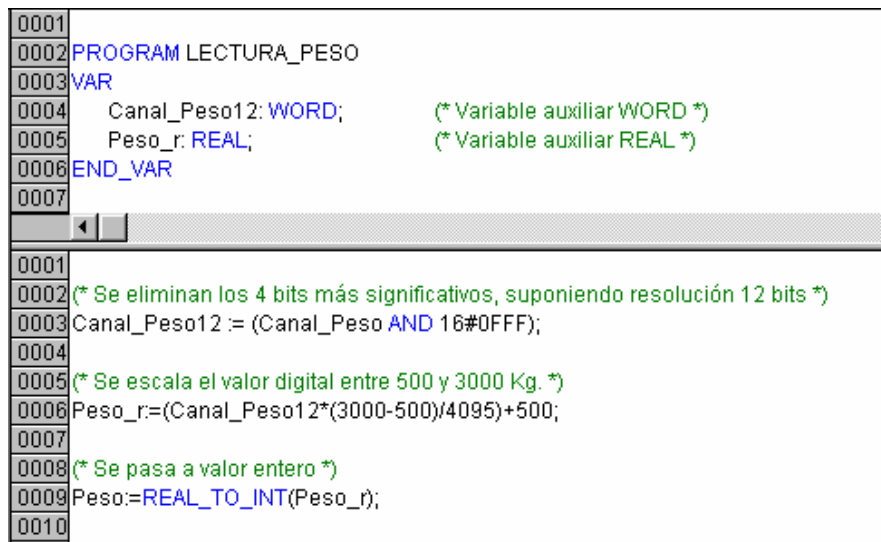 0001
0002 PROGRAM LECTURA_PESO
0003 VAR
0004 Canal_Peso12: WORD; (* Variable auxiliar WORD *)
0005 Peso_r: REAL; (* Variable auxiliar REAL *)
0006 END_VAR
0007
0001
0002 (* Se eliminan los 4 bits más significativos, suponiendo resolución 12 bits *)
0003 Canal_Peso12 := (Canal_Peso AND 16#0FFF);
0004
0005 (* Se escala el valor digital entre 500 y 3000 Kg. *)
0006 Peso_r:=(Canal_Peso12*(3000-500)/4095)+500;
0007
0008 (* Se pasa a valor entero *)
0009 Peso:=REAL_TO_INT(Peso_r);
0010